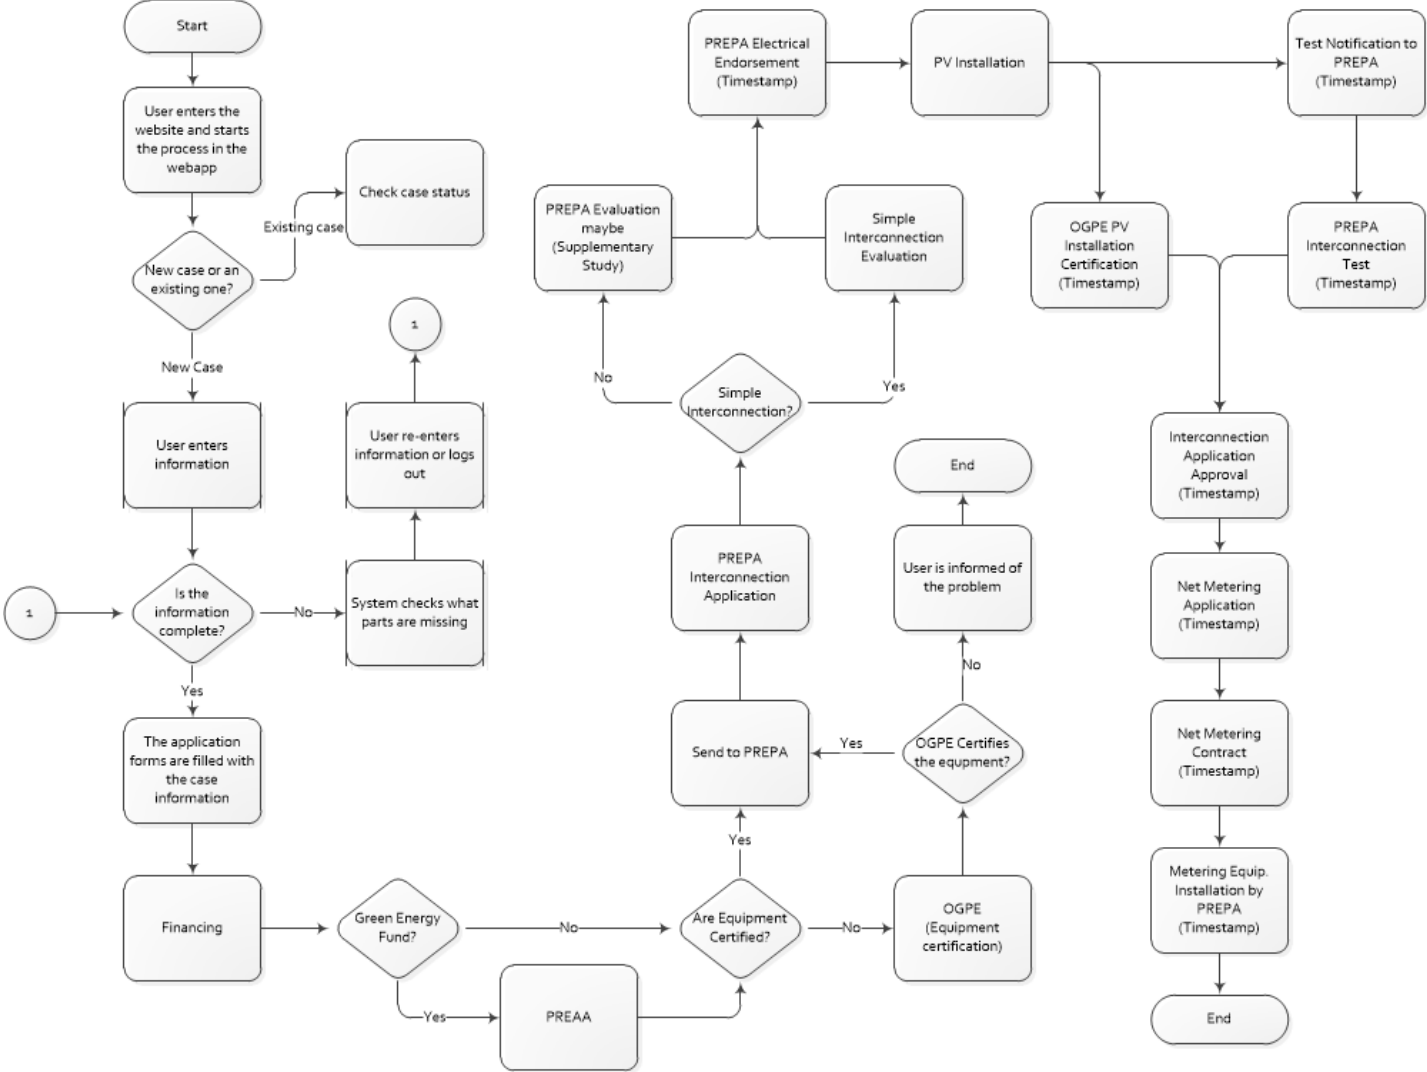 Start
User enters the
website and starts
the process in the
webapp
New case or an
existing one?
Existing case
Check case status
New Case
User enters
information
1
User re-enters
information or logs
out
1
Is the
information
complete?
No
System checks what
parts are missing
Yes
The application
forms are filled with
the case
information
Financing
Green Energy
Fund?
No
Yes
PREAA
Are Equipment
Certified?
No
OGPE
(Equipment
certification)
Yes
OGPE Certifies
the equpment?
Yes
No
User is informed of
the problem
End
Send to PREPA
PREPA
Interconnection
Application
Simple
Interconnection?
No
Yes
PREPA Evaluation
maybe
(Supplementary
Study)
Simple
Interconnection
Evaluation
PREPA Electrical
Endorsement
(Timestamp)
PV Installation
Test Notification to
PREPA
(Timestamp)
OGPE PV
Installation
Certification
(Timestamp)
PREPA
Interconnection
Test
(Timestamp)
Interconnection
Application
Approval
(Timestamp)
Net Metering
Application
(Timestamp)
Net Metering
Contract
(Timestamp)
Metering Equip.
Installation by
PREPA
(Timestamp)
End